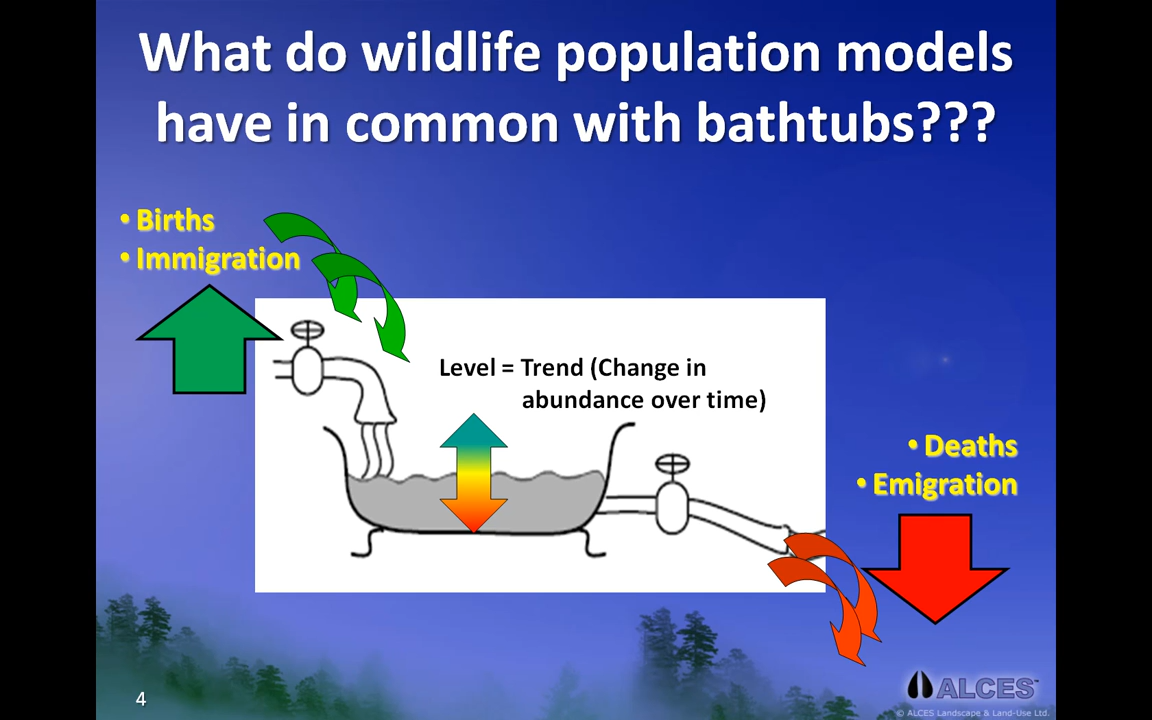 What do wildlife population models
have in common with bathtubs???
• Births
• Immigration
Level = Trend (Change in
abundance over time)
• Deaths
• Emigration
4
ALCES™
© ALCES Landscape & Land-Use Ltd.